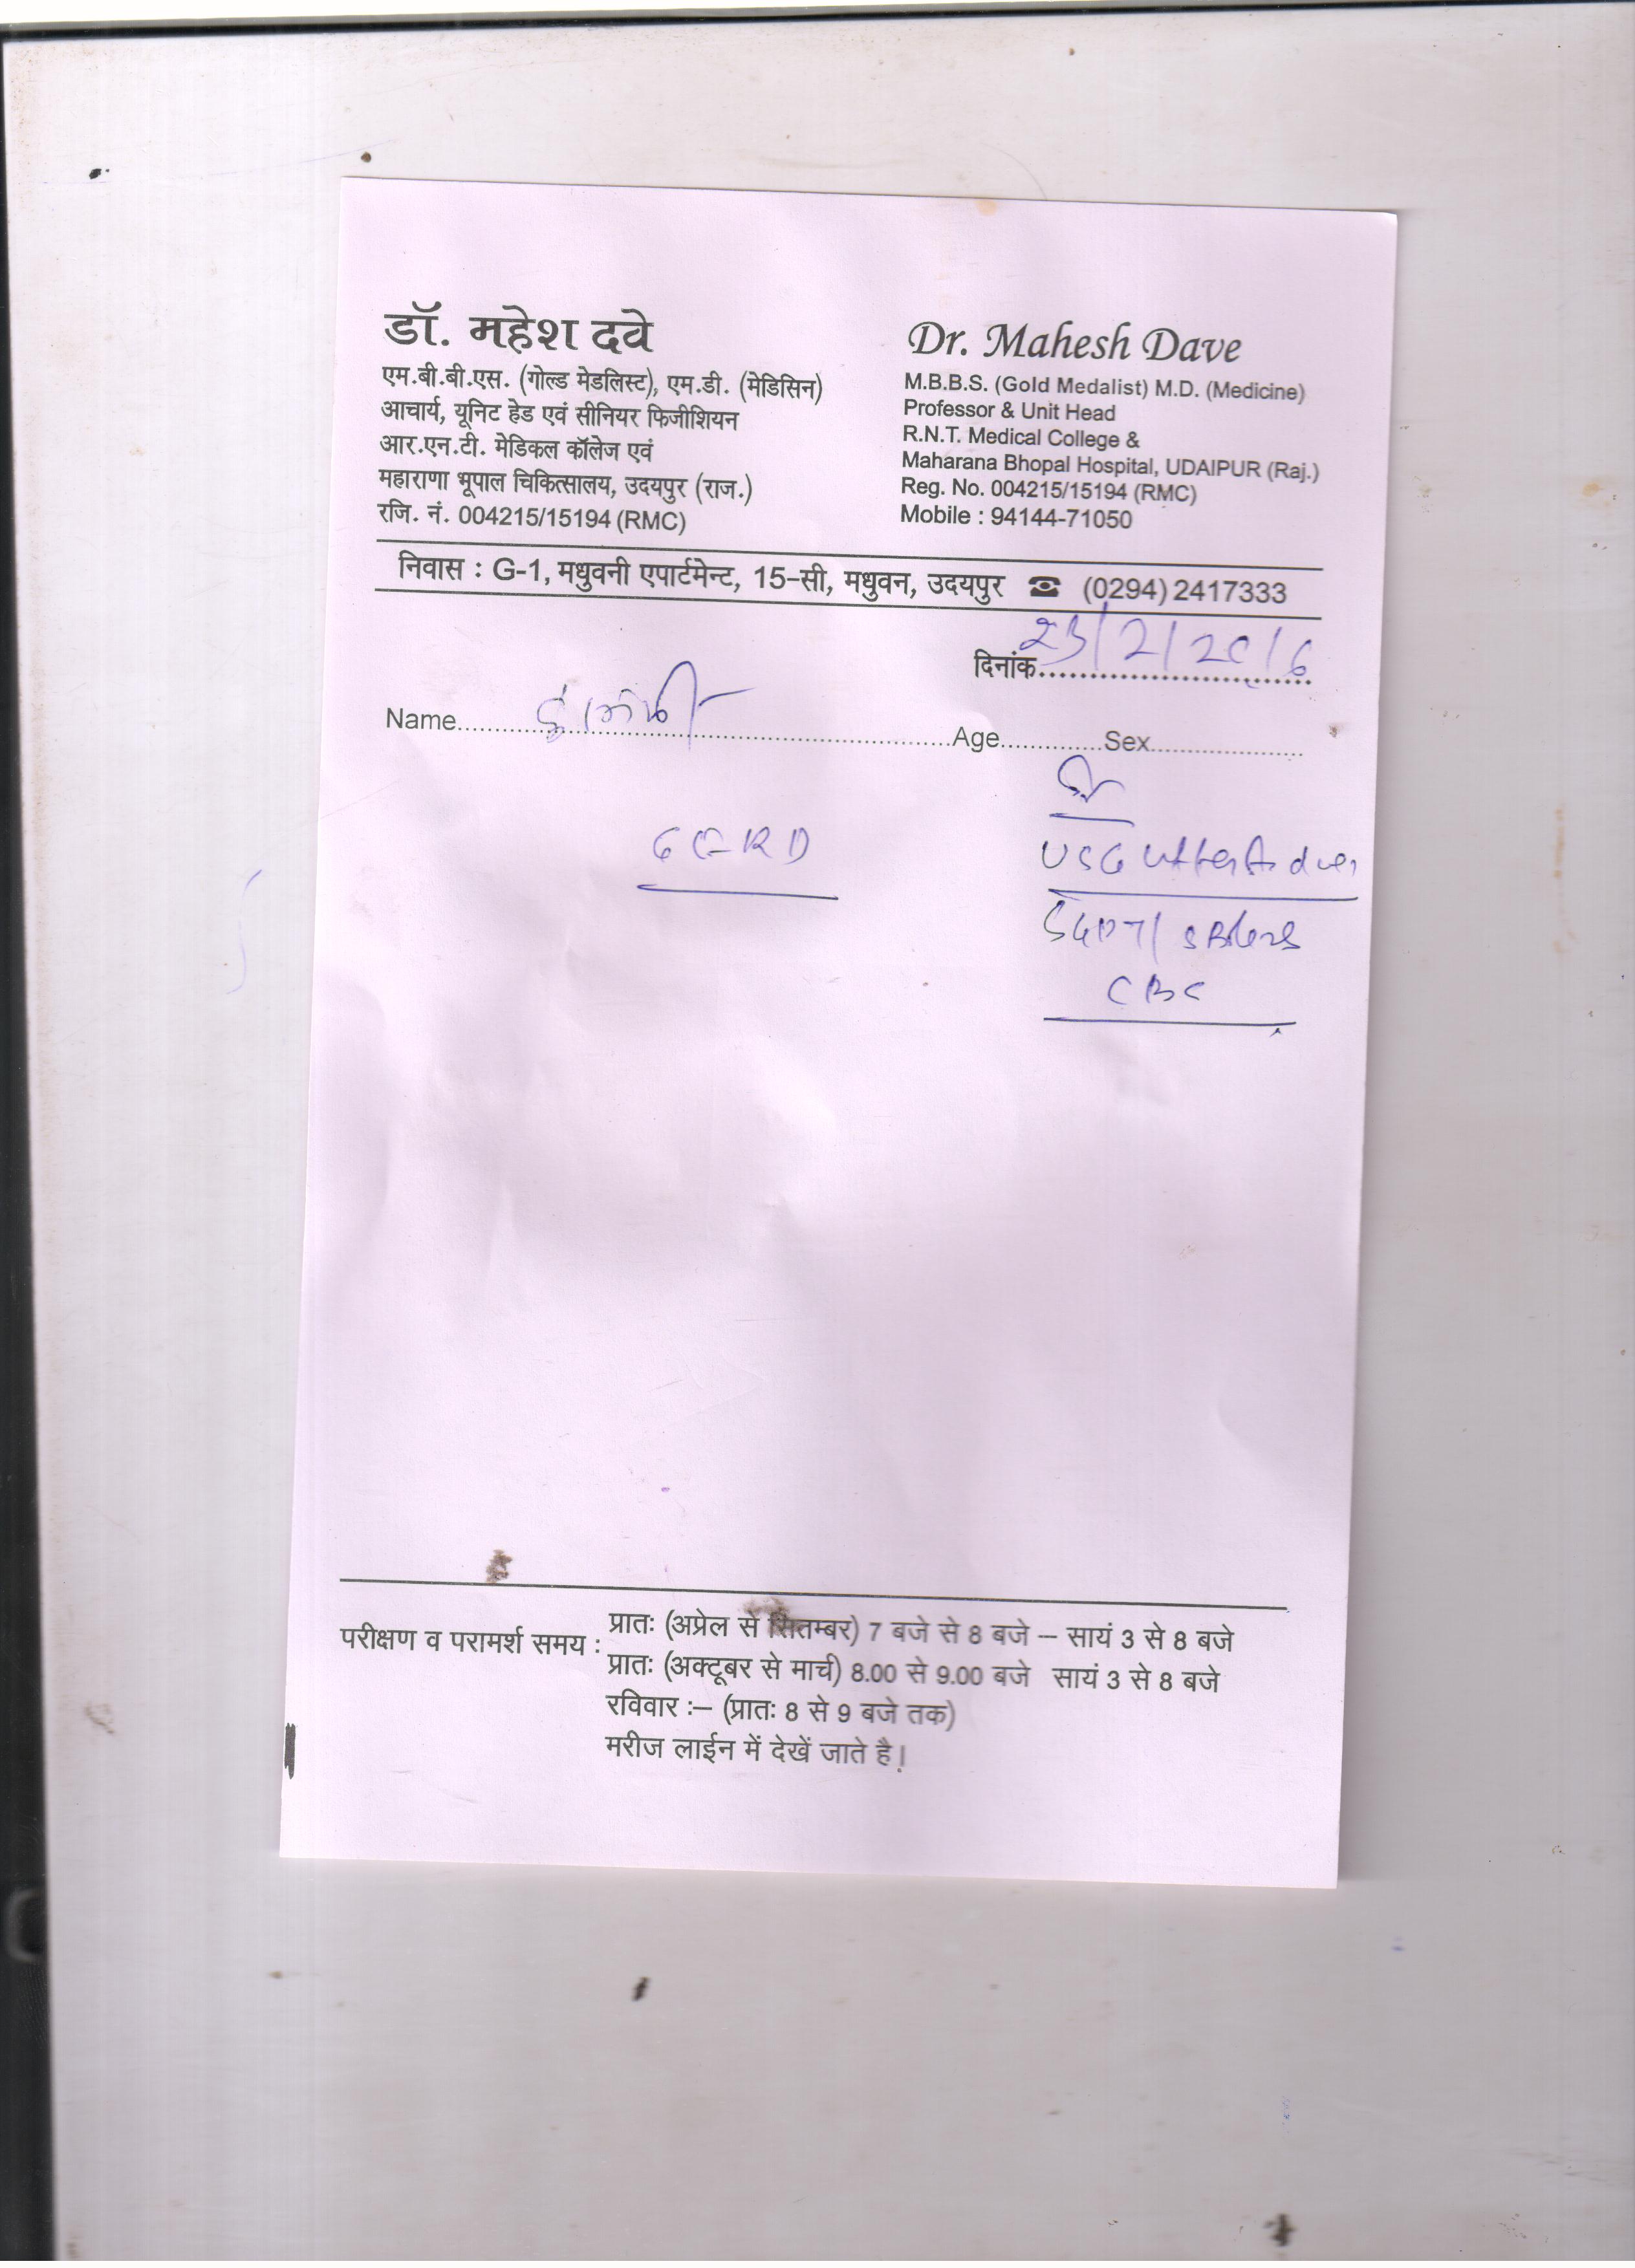 डॉ. महेश दवे
एम.बी.बी.एस. (गोल्ड मेडलिस्ट), एम.डी. (मेडिसिन)
आचार्य, यूनिट हेड एवं सीनियर फिजीशियन
आर.एन.टी. मेडिकल कॉलेज एवं
महाराणा भूपाल चिकित्सालय, उदयपुर (राज.)
रजि. नं. 004215/15194 (RMC)
Dr. Mahesh Dave
M.B.B.S. (Gold Medalist) M.D. (Medicine)
Professor & Unit Head
R.N.T. Medical College &
Maharana Bhopal Hospital, UDAIPUR (Raj.)
Reg. No. 004215/15194 (RMC)
Mobile : 94144-71050
निवास : G-1, मधुवनी एपार्टमेन्ट, 15-सी, मधुवन, उदयपुर ☎ (0294) 2417333
दिनांक 23/2/2016
Name Age Sex
GERD
USG Upper
SGPT/
CBC
परीक्षण व परामर्श समय : प्रातः (अप्रेल से सितम्बर) 7 बजे से 8 बजे – सायं 3 से 8 बजे
प्रातः (अक्टूबर से मार्च) 8.00 से 9.00 बजे सायं 3 से 8 बजे
रविवार :– (प्रातः 8 से 9 बजे तक)
मरीज लाईन में देखें जाते है।